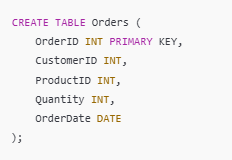 CREATE TABLE Orders (
    OrderID INT PRIMARY KEY,
    CustomerID INT,
    ProductID INT,
    Quantity INT,
    OrderDate DATE
);